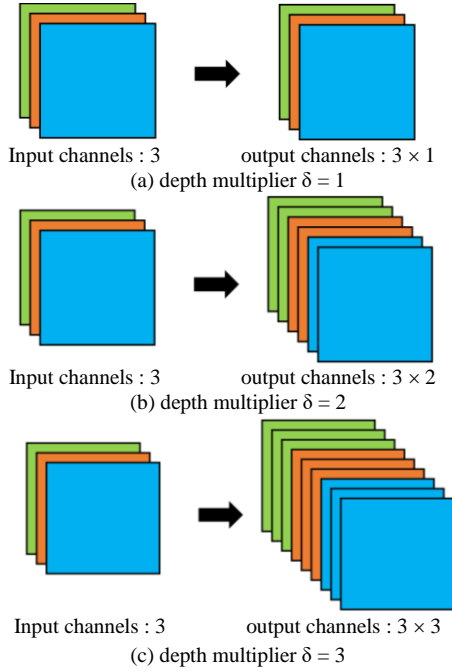 Input channels : 3 output channels : 3 × 1
(a) depth multiplier δ = 1
Input channels : 3 output channels : 3 × 2
(b) depth multiplier δ = 2
Input channels : 3 output channels : 3 × 3
(c) depth multiplier δ = 3